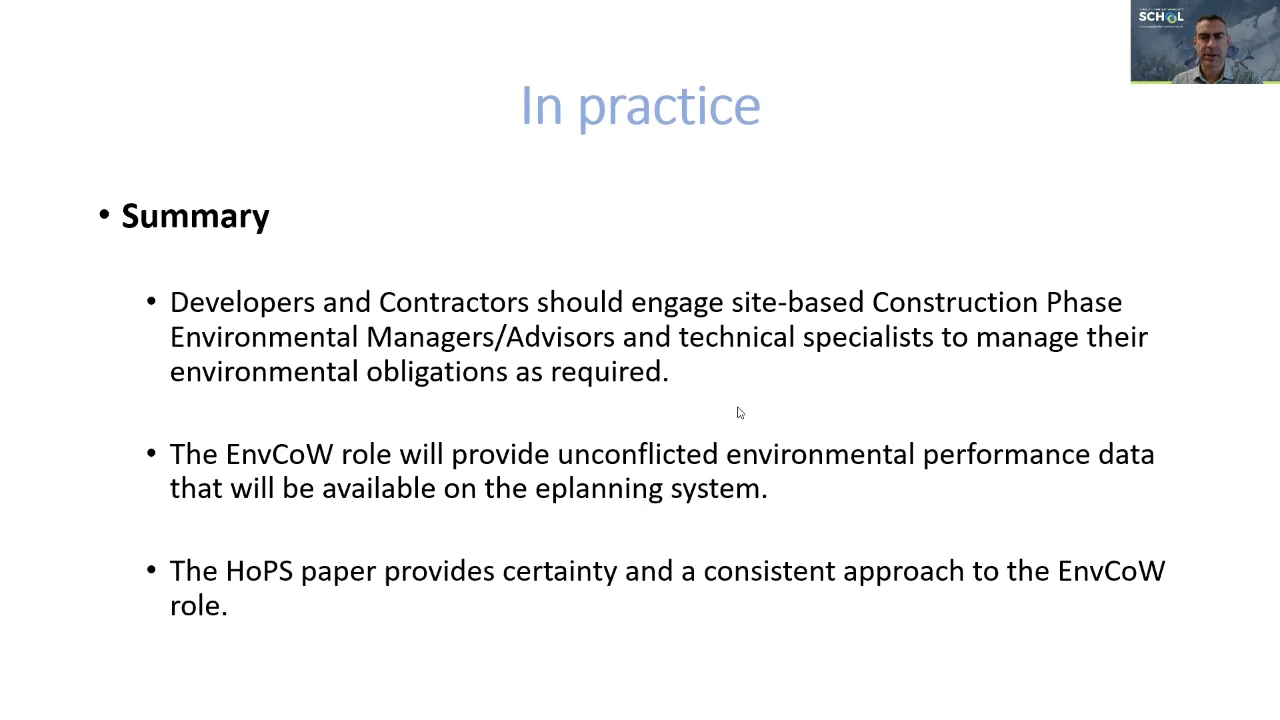 SCHOOL
In practice
• Summary
• Developers and Contractors should engage site-based Construction Phase
Environmental Managers/Advisors and technical specialists to manage their
environmental obligations as required.
• The EnvCoW role will provide unconflicted environmental performance data
that will be available on the eplanning system.
• The HoPS paper provides certainty and a consistent approach to the EnvCoW
role.